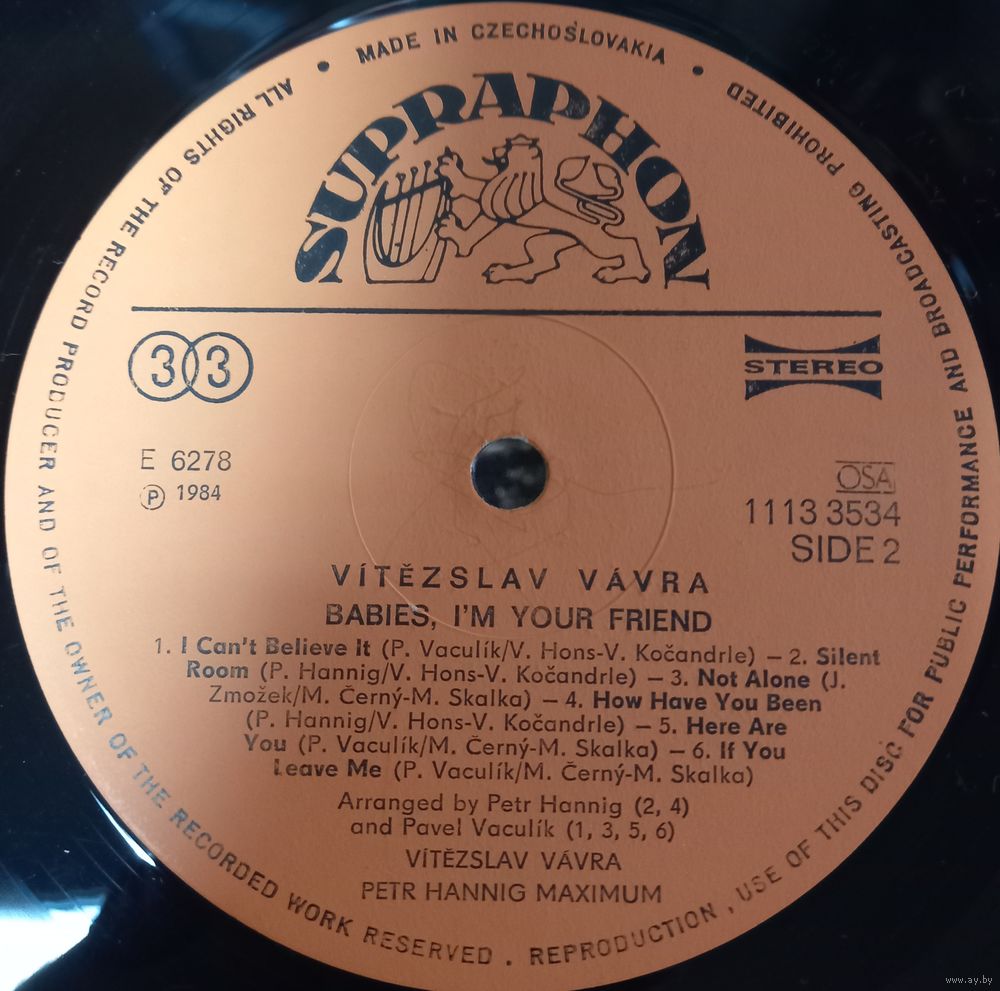 ALL RIGHTS OF THE RECORD PRODUCER AND OF THE OWNER OF THE RECORDED WORK RESERVED . REPRODUCTION , USE OF THIS DISC FOR PUBLIC PERFORMANCE AND BROADCASTING PROHIBITED • MADE IN CZECHOSLOVAKIA •
SUPRAPHON
33
STEREO
E 6278
Ⓟ 1984
OSA
1113 3534
SIDE 2
VÍTĚZSLAV VÁVRA
BABIES, I'M YOUR FRIEND
1. I Can't Believe It (P. Vaculík/V. Hons-V. Kočandrle) – 2. Silent
Room (P. Hannig/V. Hons-V. Kočandrle) – 3. Not Alone (J.
Zmožek/M. Černý-M. Skalka) – 4. How Have You Been
(P. Hannig/V. Hons-V. Kočandrle) – 5. Here Are
You (P. Vaculík/M. Černý-M. Skalka) – 6. If You
Leave Me (P. Vaculík/M. Černý-M. Skalka)
Arranged by Petr Hannig (2, 4)
and Pavel Vaculík (1, 3, 5, 6)
VÍTĚZSLAV VÁVRA
PETR HANNIG MAXIMUM
www.ay.by